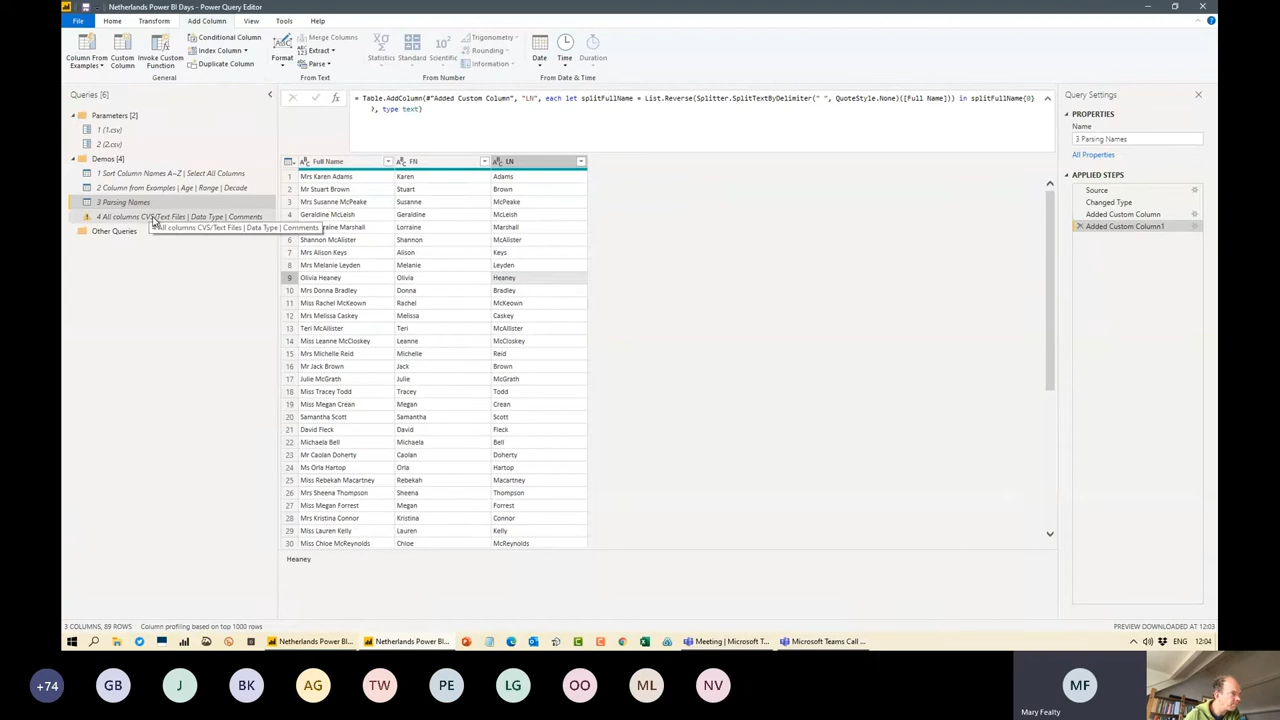 Netherlands Power BI Days - Power Query Editor
File Home Transform Add Column View Tools Help
Column From Examples
Custom Column
Invoke Custom Function
Conditional Column
Index Column
Duplicate Column
General
Format
Merge Columns
Extract
Parse
From Text
Statistics
Standard
Scientific
Trigonometry
Rounding
Information
From Number
Date
Time
Duration
From Date & Time
Queries [6]
Parameters [2]
1 (1.csv)
2 (Z.csv)
Demos [4]
1 Sort Column Names A~Z | Select All Columns
2 Column from Examples | Age | Range | Decade
3 Parsing Names
4 All columns CVS/Text Files | Data Type | Comments
All columns CVS/Text Files | Data Type | Comments
Other Queries
= Table.AddColumn(#"Added Custom Column", "LN", each let splitFullName = List.Reverse(Splitter.SplitTextByDelimiter(" ", QuoteStyle.None)([Full Name])) in splitFullName{0}
?, type text)
Full Name FN LN
1 Mrs Karen Adams Karen Adams
2 Mr Stuart Brown Stuart Brown
3 Mrs Susanne McPeake Susanne McPeake
4 Geraldine McLeish Geraldine McLeish
raine Marshall Lorraine Marshall
6 Shannon McAlister Shannon McAlister
7 Mrs Alison Keys Alison Keys
8 Mrs Melanie Leyden Melanie Leyden
9 Olivia Heaney Olivia Heaney
10 Mrs Donna Bradley Donna Bradley
11 Miss Rachel McKeown Rachel McKeown
12 Mrs Melissa Caskey Melissa Caskey
13 Teri McAllister Teri McAllister
14 Miss Leanne McCloskey Leanne McCloskey
15 Mrs Michelle Reid Michelle Reid
16 Mr Jack Brown Jack Brown
17 Julie McGrath Julie McGrath
18 Miss Tracey Todd Tracey Todd
19 Miss Megan Crean Megan Crean
20 Samantha Scott Samantha Scott
21 David Fleck David Fleck
22 Michaela Bell Michaela Bell
23 Mr Caolan Doherty Caolan Doherty
24 Ms Orla Hartop Orla Hartop
25 Miss Rebekah Macartney Rebekah Macartney
26 Mrs Sheena Thompson Sheena Thompson
27 Miss Megan Forrest Megan Forrest
28 Mrs Kristina Connor Kristina Connor
29 Miss Lauren Kelly Lauren Kelly
30 Miss Chloe McReynolds Chloe McReynolds
Heaney
Query Settings
PROPERTIES
Name
3 Parsing Names
All Properties
APPLIED STEPS
Source
Changed Type
Added Custom Column
Added Custom Column1
3 COLUMNS, 89 ROWS Column profiling based on top 1000 rows
PREVIEW DOWNLOADED AT 12:03
Netherlands Power BI...
Netherlands Power BI...
Meeting | Microsoft T...
Microsoft Teams Call ...
ENG 12:04
+74 GB J BK AG TW PE LG OO ML NV MF
Mary Fealty